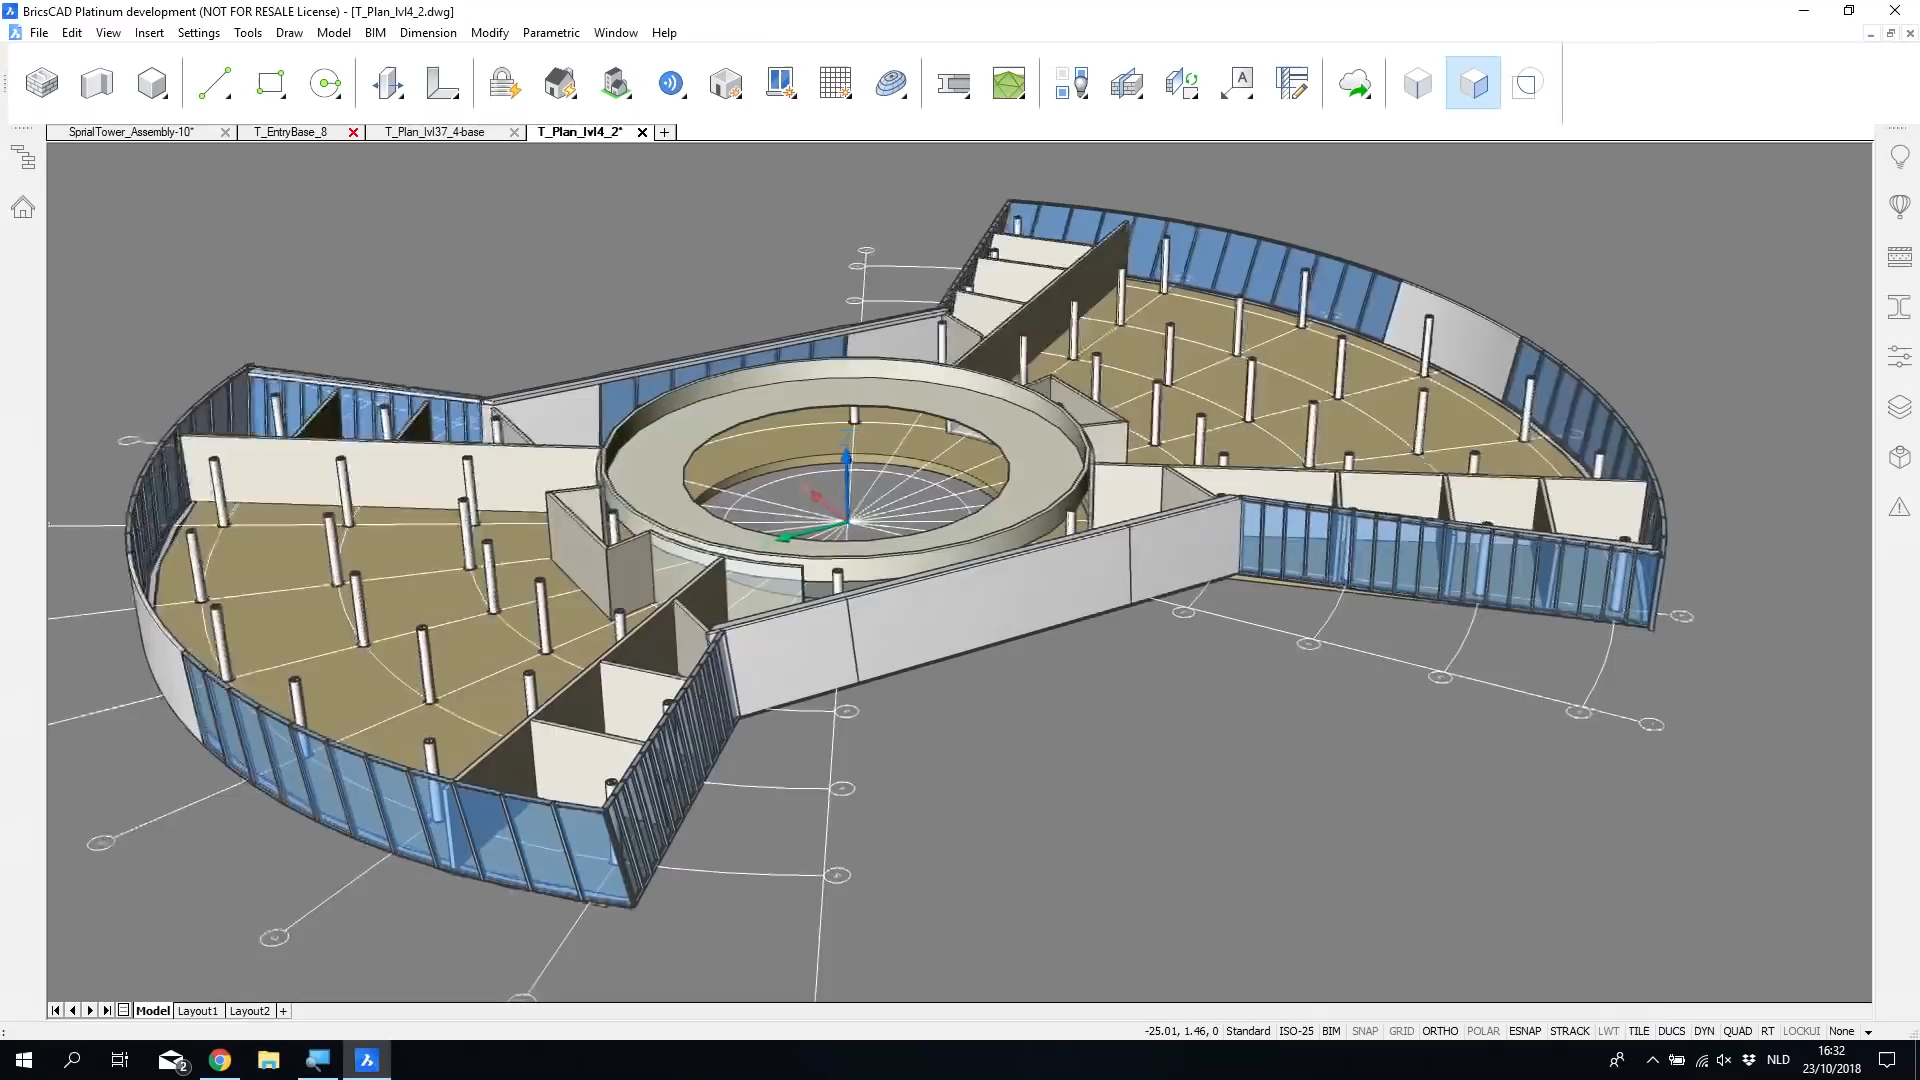 BricsCAD Platinum development (NOT FOR RESALE License) - [T_Plan_lvl4_2.dwg]
File Edit View Insert Settings Tools Draw Model BIM Dimension Modify Parametric Window Help
A
SprialTower_Assembly-10* T_EntryBase_8 T_Plan_lvl37_4-base T_Plan_lvl4_2*
Model Layout1 Layout2
: -25.01, 1.46, 0 Standard ISO-25 BIM SNAP GRID ORTHO POLAR ESNAP STRACK LWT TILE DUCS DYN QUAD RT LOCKUI None
2 NLD 16:32
23/10/2018